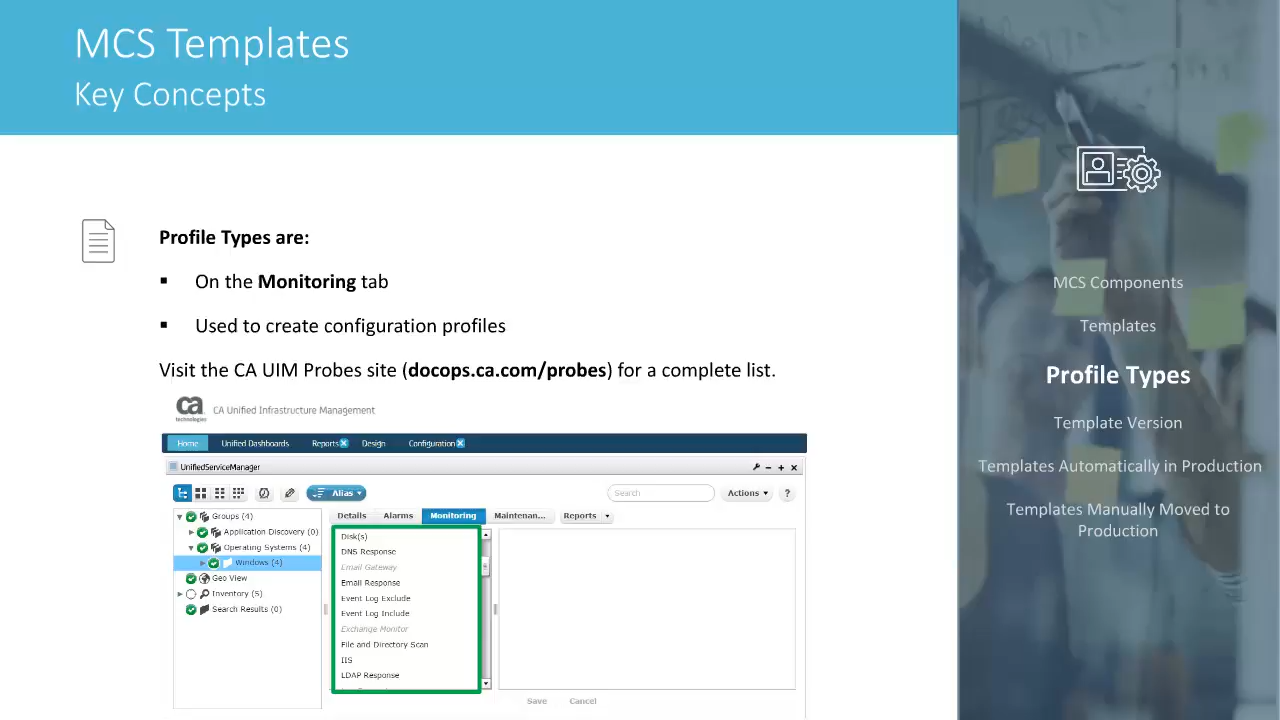 MCS Templates
Key Concepts
Profile Types are:
▪ On the Monitoring tab
▪ Used to create configuration profiles
Visit the CA UIM Probes site (docops.ca.com/probes) for a complete list.
ca
technologies
CA Unified Infrastructure Management
Home Unified Dashboards Reports Design Configuration
UnifiedServiceManager
Alias
Search
Actions
?
Groups (4)
Application Discovery (0)
Operating Systems (4)
Windows (4)
Geo View
Inventory (5)
Search Results (0)
Details Alarms Monitoring Maintenan... Reports
Disk(s)
DNS Response
Email Gateway
Email Response
Event Log Exclude
Event Log Include
Exchange Monitor
File and Directory Scan
IIS
LDAP Response
Save Cancel
MCS Components
Templates
Profile Types
Template Version
Templates Automatically in Production
Templates Manually Moved to
Production